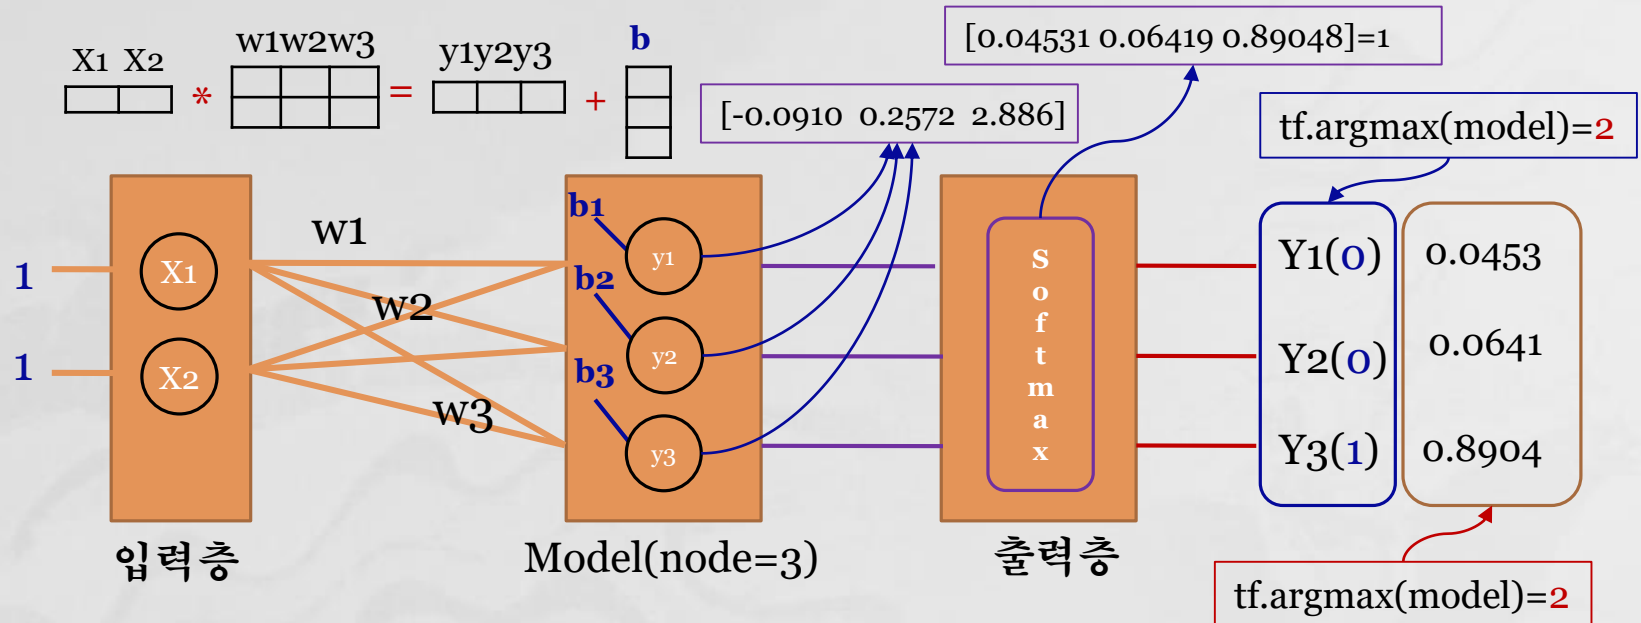 X1 X2
*
w1w2w3
=
y1y2y3
+
b
[0.04531 0.06419 0.89048]=1
[-0.0910 0.2572 2.886]
tf.argmax(model)=2
1
1
X1
X2
w1
w2
w3
b1
y1
b2
y2
b3
y3
Softmax
Y1(0) 0.0453
Y2(0) 0.0641
Y3(1) 0.8904
입력층
Model(node=3)
출력층
tf.argmax(model)=2